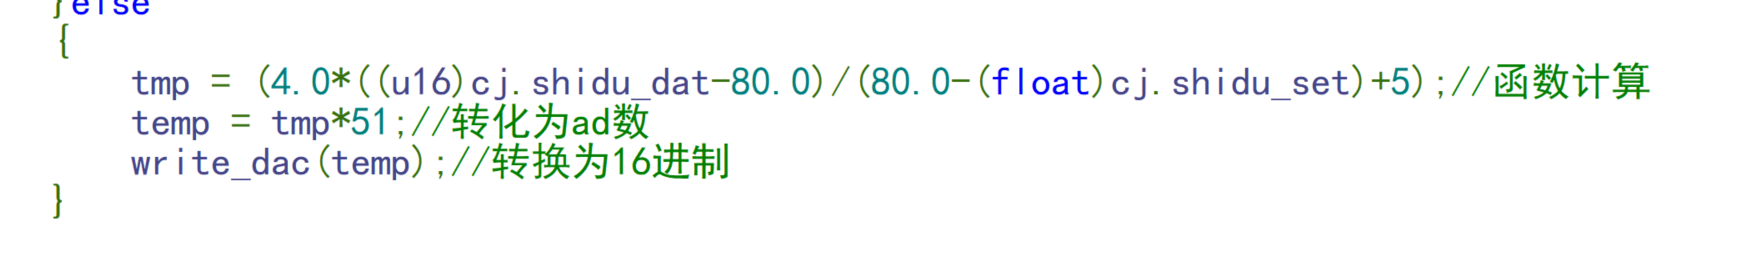 }else
{
tmp = (4.0*((u16)cj.shidu_dat-80.0)/(80.0-(float)cj.shidu_set)+5);//函数计算
temp = tmp*51;//转化为ad数
write_dac(temp);//转换为16进制
}